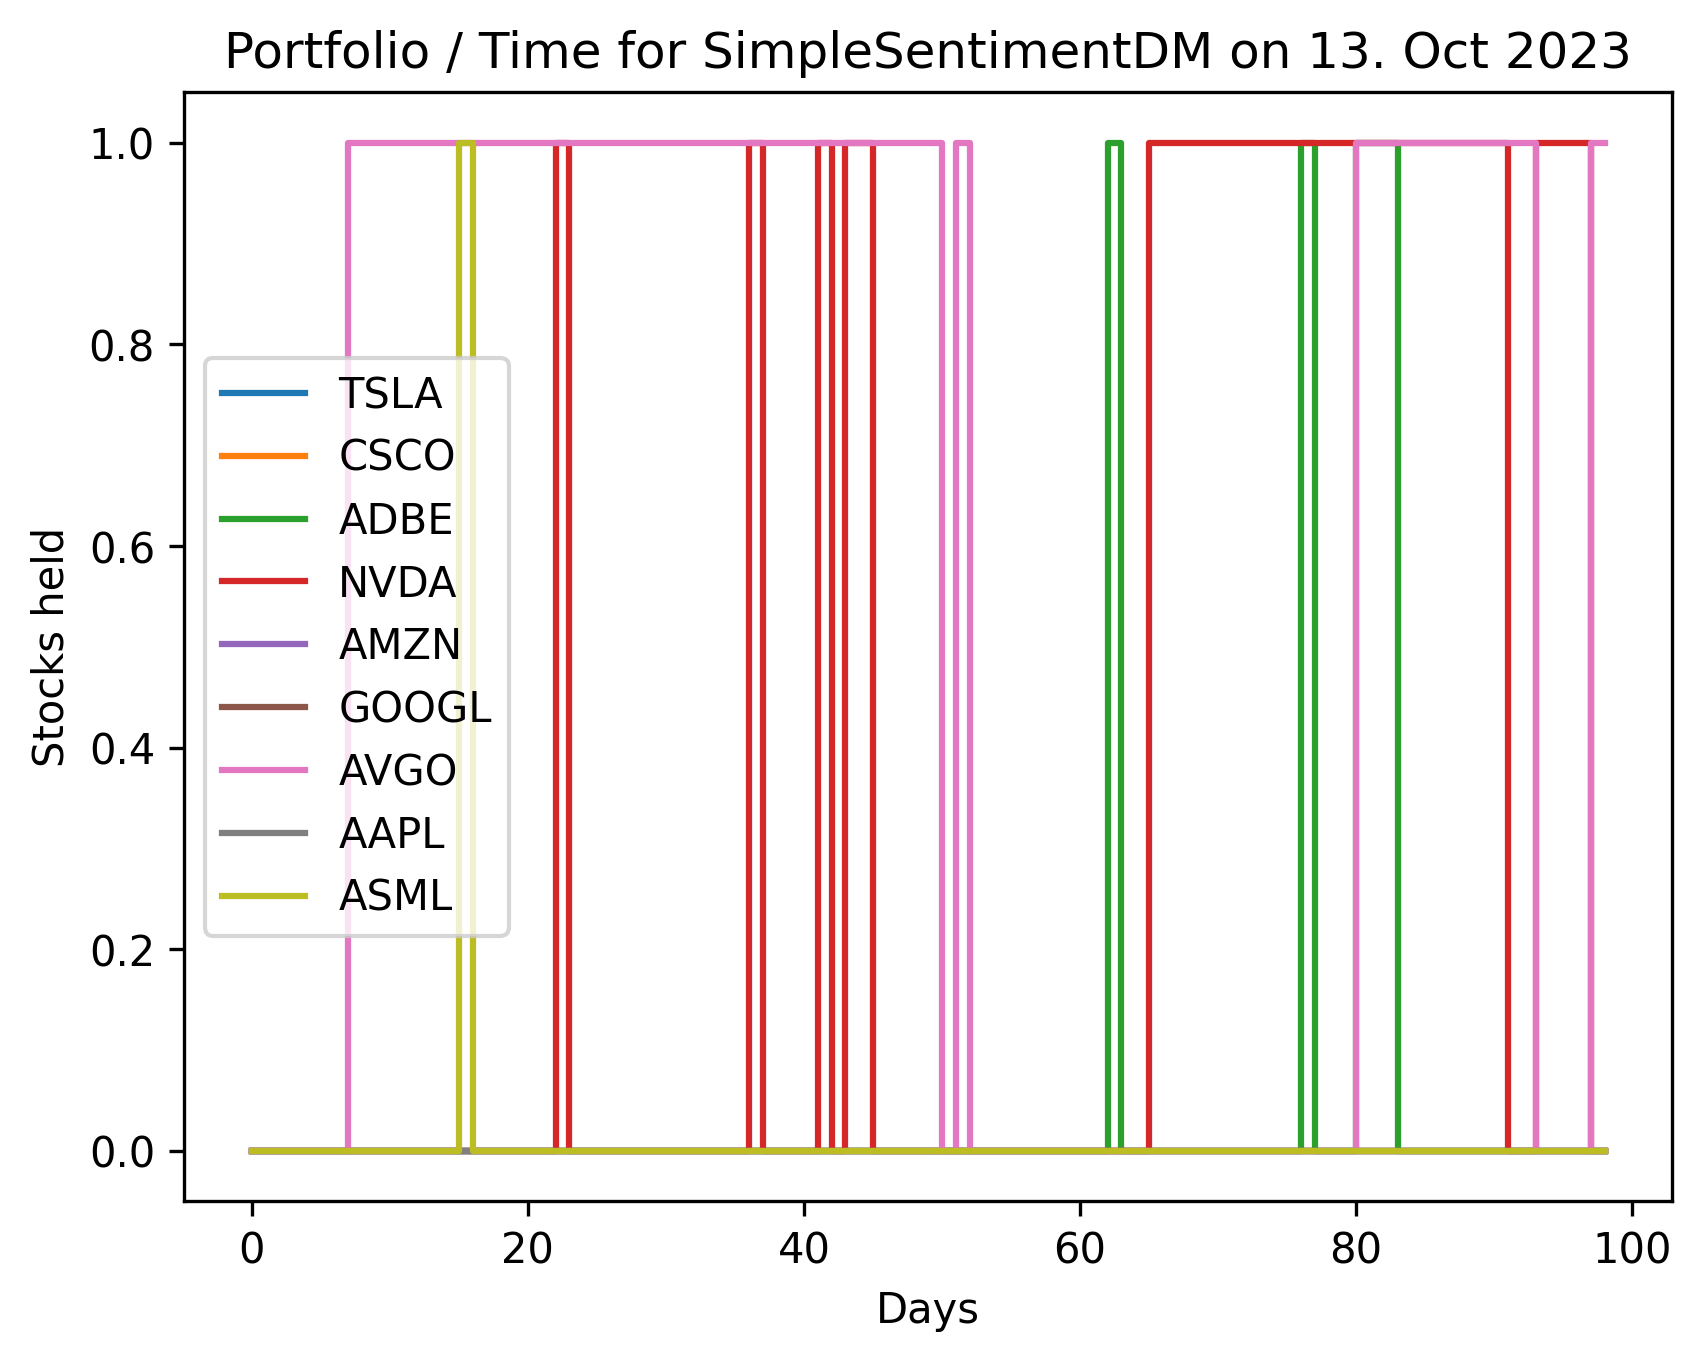 Portfolio / Time for SimpleSentimentDM on 13. Oct 2023
1.0
0.8
0.6
0.4
0.2
0.0
Stocks held
TSLA
CSCO
ADBE
NVDA
AMZN
GOOGL
AVGO
AAPL
ASML
0 20 40 60 80 100
Days